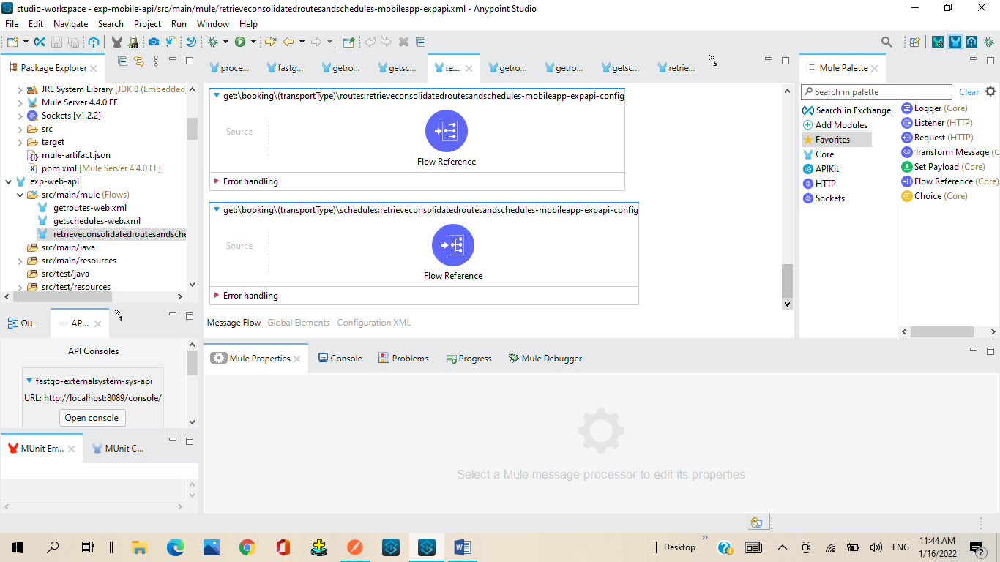 studio-workspace - exp-mobile-api/src/main/mule/retrieveconsolidatedroutesandschedules-mobileapp-expapi.xml - Anypoint Studio
File Edit Navigate Search Project Run Window Help
Package Explorer
proce...
fastg...
getro...
getsc...
re...
getro...
getro...
getsc...
retrie...
5
Mule Palette
JRE System Library [JDK 8 (Embedded)
Mule Server 4.4.0 EE
Sockets [v1.2.2]
src
target
mule-artifact.json
pom.xml [Mule Server 4.4.0 EE]
exp-web-api
src/main/mule (Flows)
getroutes-web.xml
getschedules-web.xml
retrieveconsolidatedroutesandsche
src/main/java
src/main/resources
src/test/java
src/test/resources
get:\booking\(transportType)\routes:retrieveconsolidatedroutesandschedules-mobileapp-expapi-config
Source
Flow Reference
Error handling
get:\booking\(transportType)\schedules:retrieveconsolidatedroutesandschedules-mobileapp-expapi-config
Source
Flow Reference
Error handling
Message Flow Global Elements Configuration XML
Search in palette
Clear
Search in Exchange.
Add Modules
Favorites
Core
APIKit
HTTP
Sockets
Logger (Core)
Listener (HTTP)
Request (HTTP)
Transform Message (C
Set Payload (Core)
Flow Reference (Core)
Choice (Core)
Ou...
api AP...
1
API Consoles
fastgo-externalsystem-sys-api
URL: http://localhost:8089/console/
Open console
MUnit Err...
MUnit C...
Mule Properties
Console
Problems
Progress
Mule Debugger
Select a Mule message processor to edit its properties
Desktop
ENG
11:44 AM
1/16/2022
2